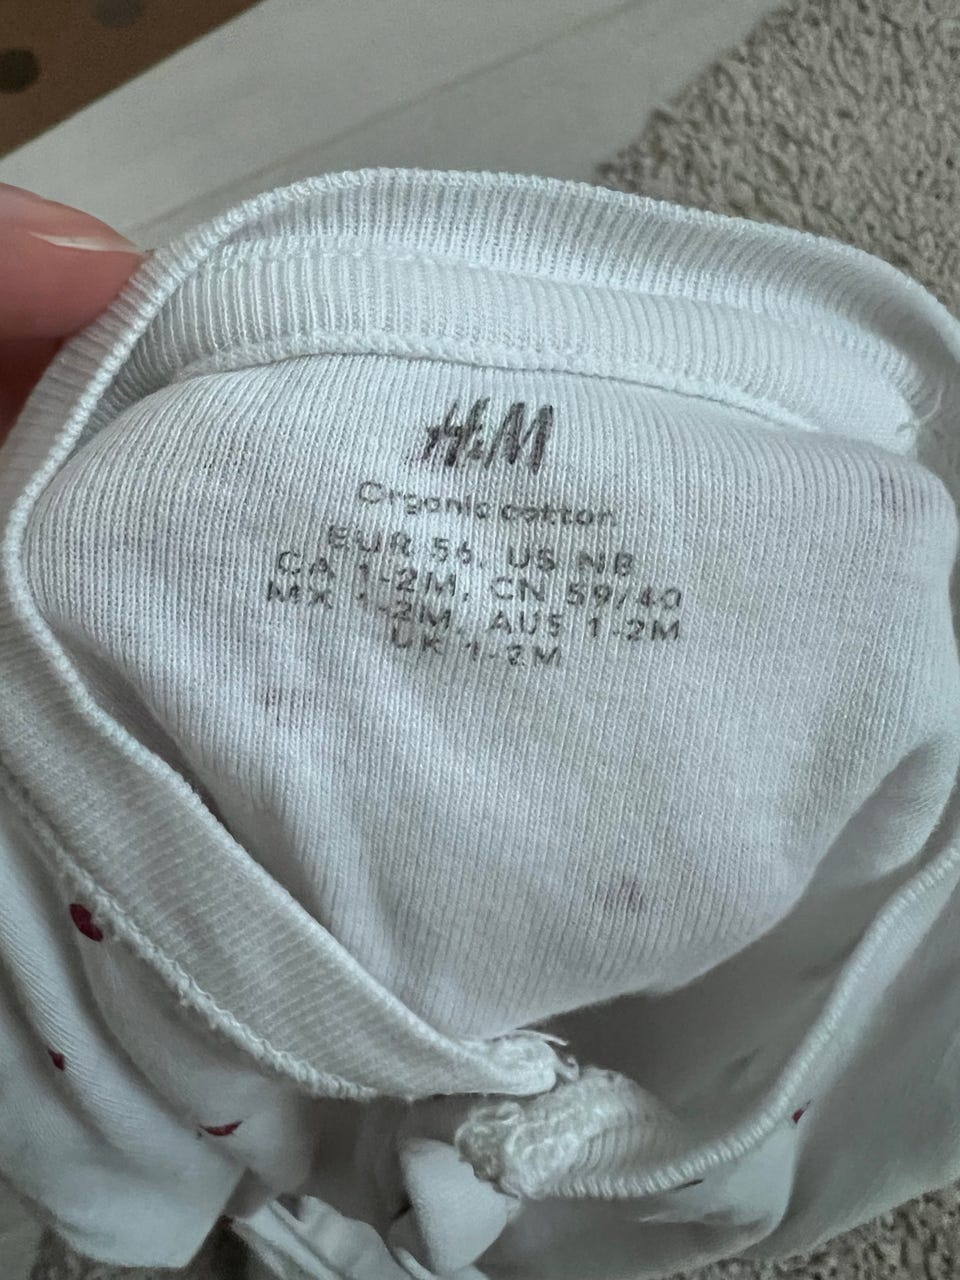 H&M
Organic cotton
EUR 56, US NB
CA 1-2M, CN 59/40
MX 1-2M, AUS 1-2M
UK 1-2M